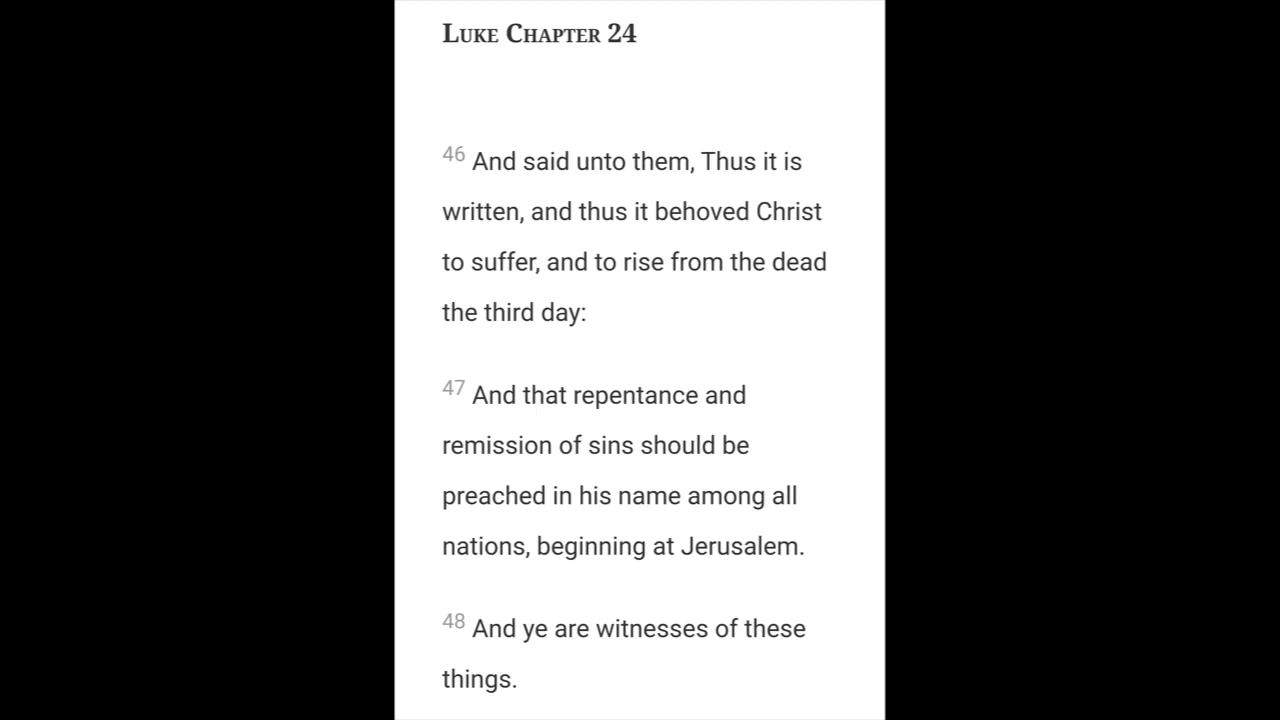 Luke Chapter 24
46 And said unto them, Thus it is
written, and thus it behoved Christ
to suffer, and to rise from the dead
the third day:
47 And that repentance and
remission of sins should be
preached in his name among all
nations, beginning at Jerusalem.
48 And ye are witnesses of these
things.